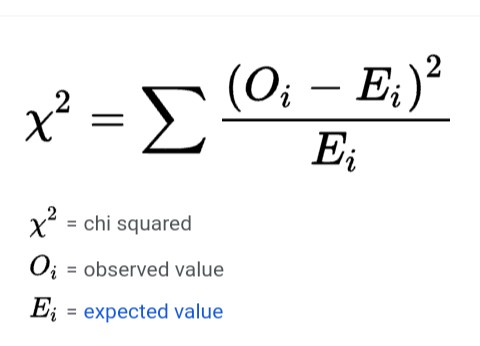 χ² = ∑ (Oᵢ − Eᵢ)² / Eᵢ
χ² = chi squared
Oᵢ = observed value
Eᵢ = expected value